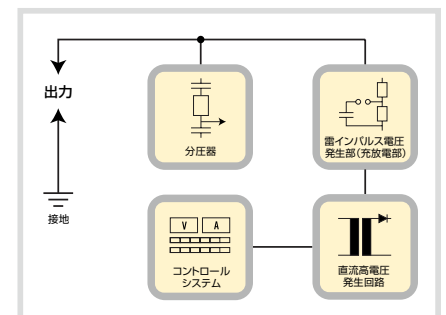 出力
接地
分圧器
雷インパルス電圧
発生部(充放電部)
V A
コントロール
システム
直流高電圧
発生回路